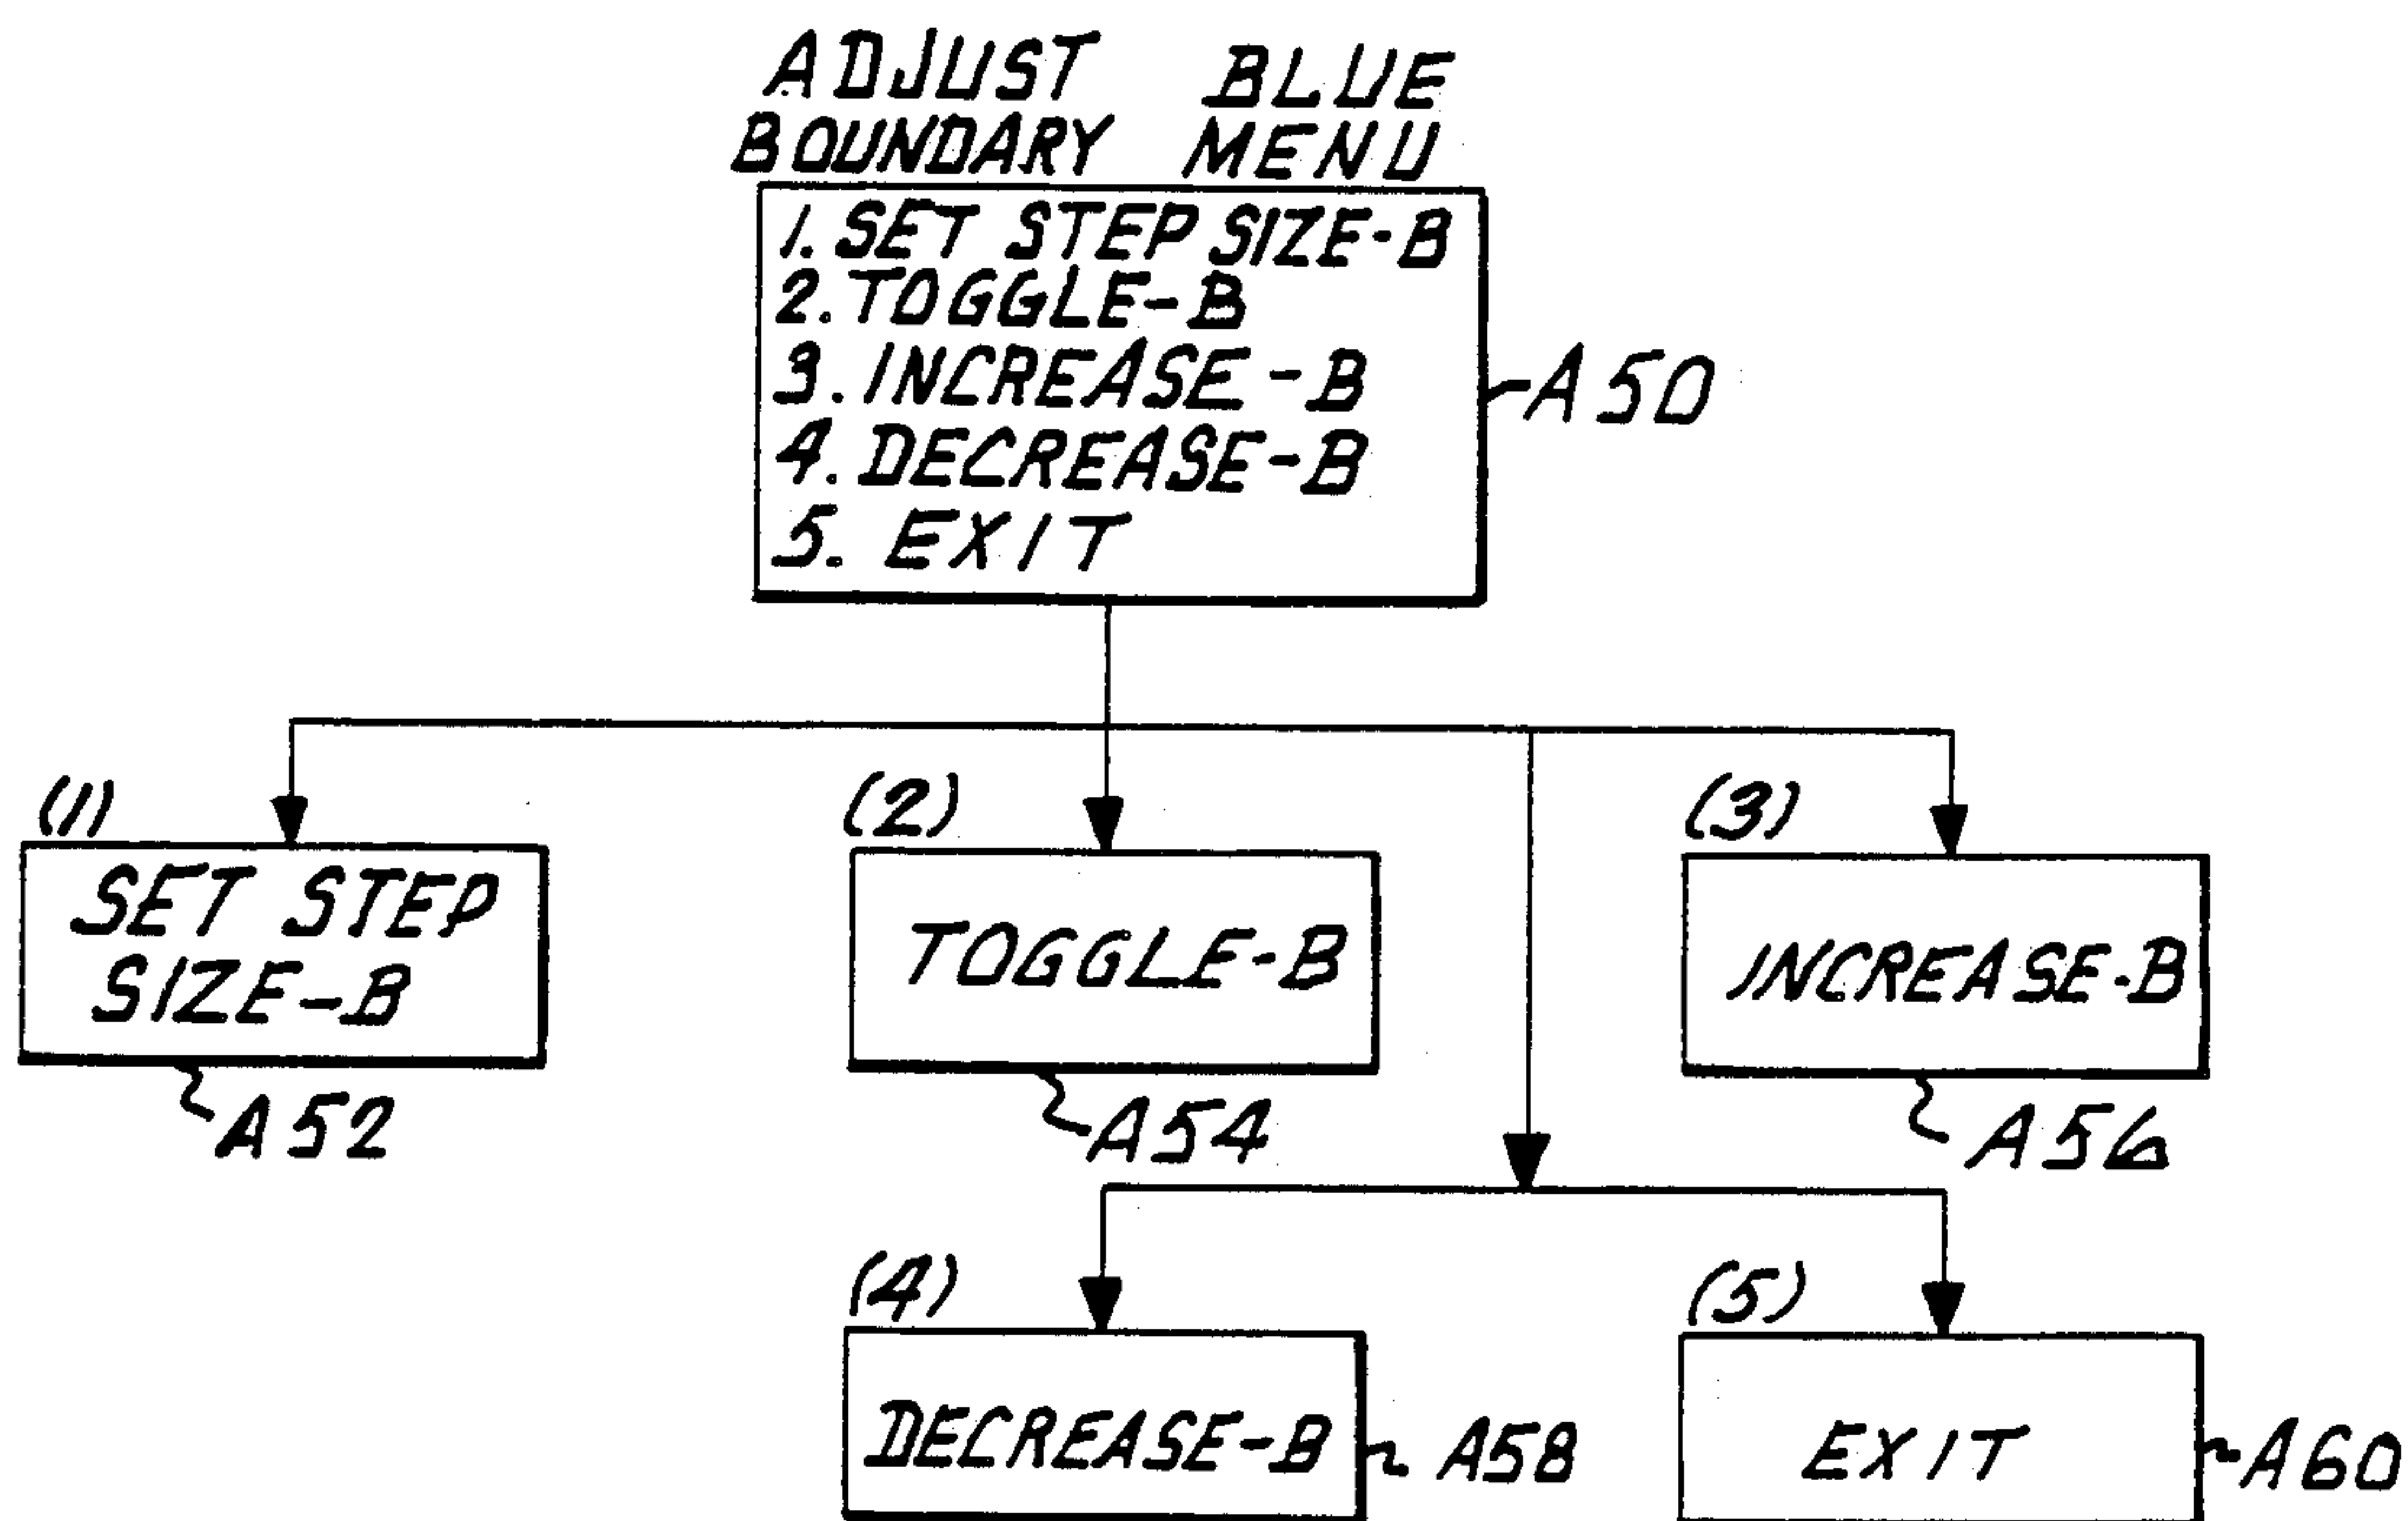 ADJUST BLUE
BOUNDARY MENU
1. SET STEP SIZE-B
2. TOGGLE-B
3. INCREASE-B
4. DECREASE-B
5. EXIT
A50
(1)
SET STEP
SIZE-B
A52
(2)
TOGGLE-B
A54
(3)
INCREASE-B
A56
(4)
DECREASE-B
A58
(5)
EXIT
A60